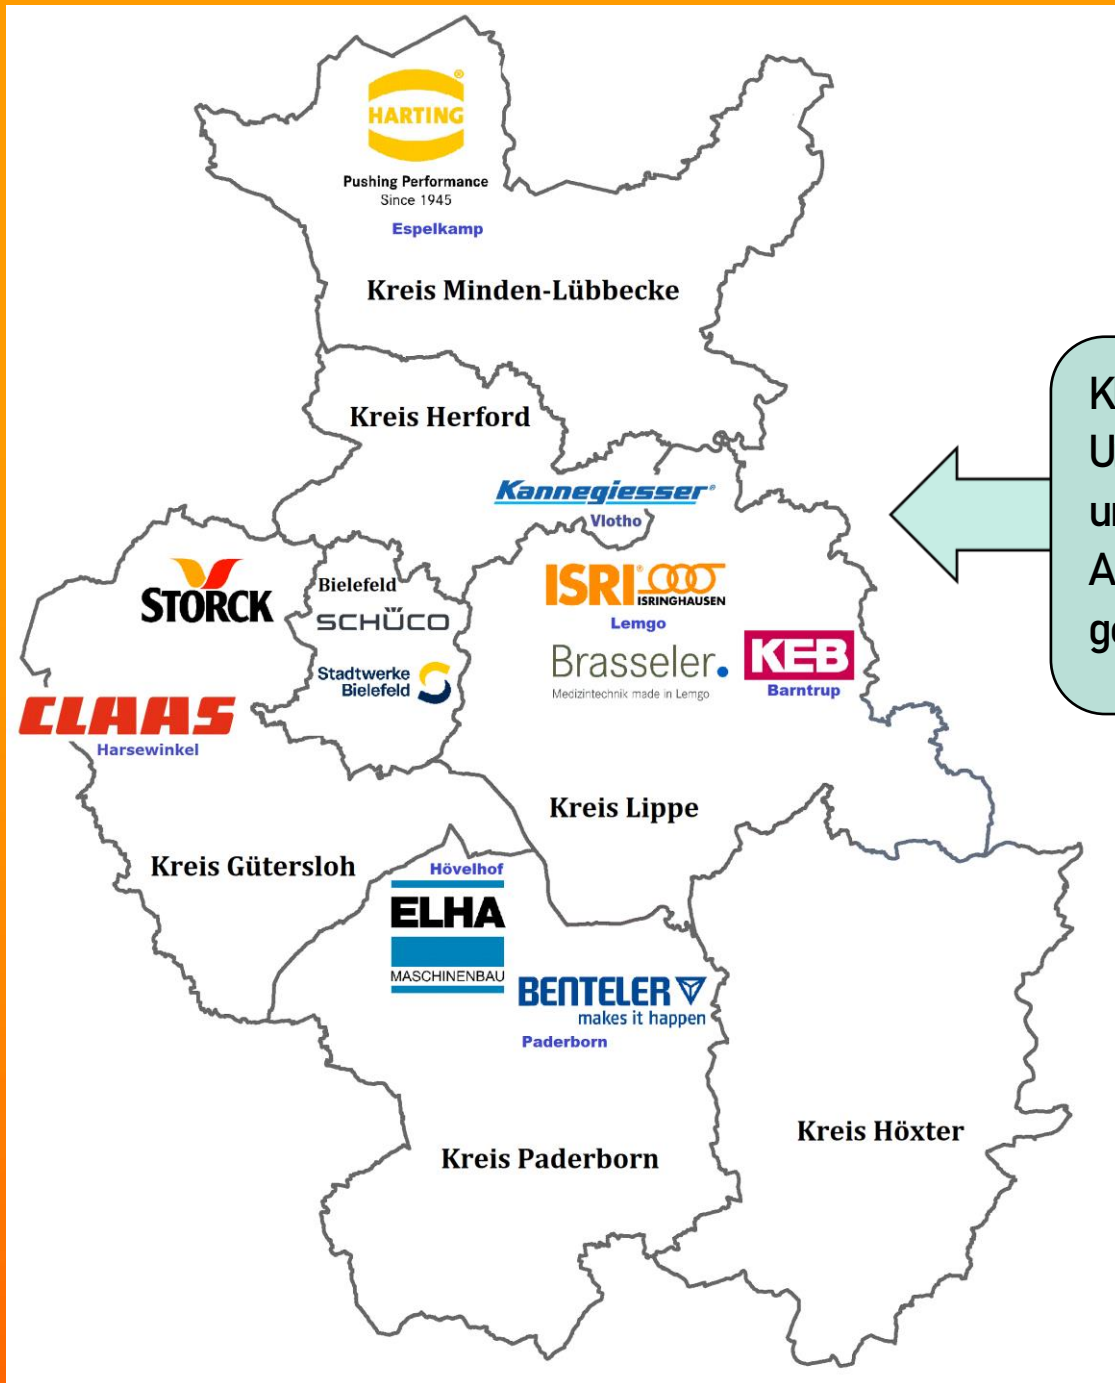 HARTING
®
Pushing Performance
Since 1945
Espelkamp
Kreis Minden-Lübbecke
Kreis Herford
Kannegiesser®
Vlotho
STORCK
Bielefeld
SCHÜCO
Stadtwerke
Bielefeld
ISRI
ISRINGHAUSEN
Lemgo
Brasseler.
Medizintechnik made in Lemgo
KEB
Barntrup
CLAAS
Harsewinkel
Kreis Lippe
Kreis Gütersloh
Hövelhof
ELHA
MASCHINENBAU
BENTELER
makes it happen
Paderborn
Kreis Höxter
Kreis Paderborn